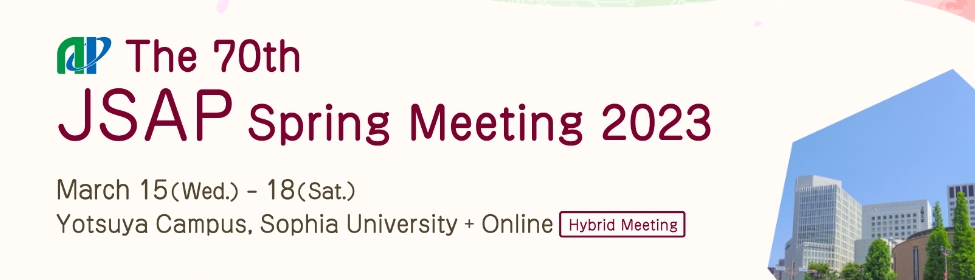 The 70th
JSAP Spring Meeting 2023
March 15(Wed.) - 18(Sat.)
Yotsuya Campus, Sophia University + Online Hybrid Meeting